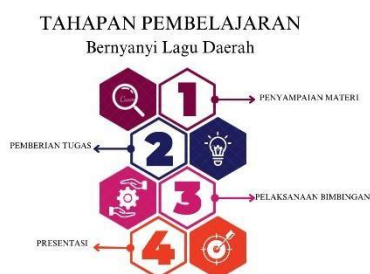 TAHAPAN PEMBELAJARAN
Bernyanyi Lagu Daerah
1
PENYAMPAIAN MATERI
PEMBERIAN TUGAS
2
3
PELAKSANAAN BIMBINGAN
PRESENTASI
4